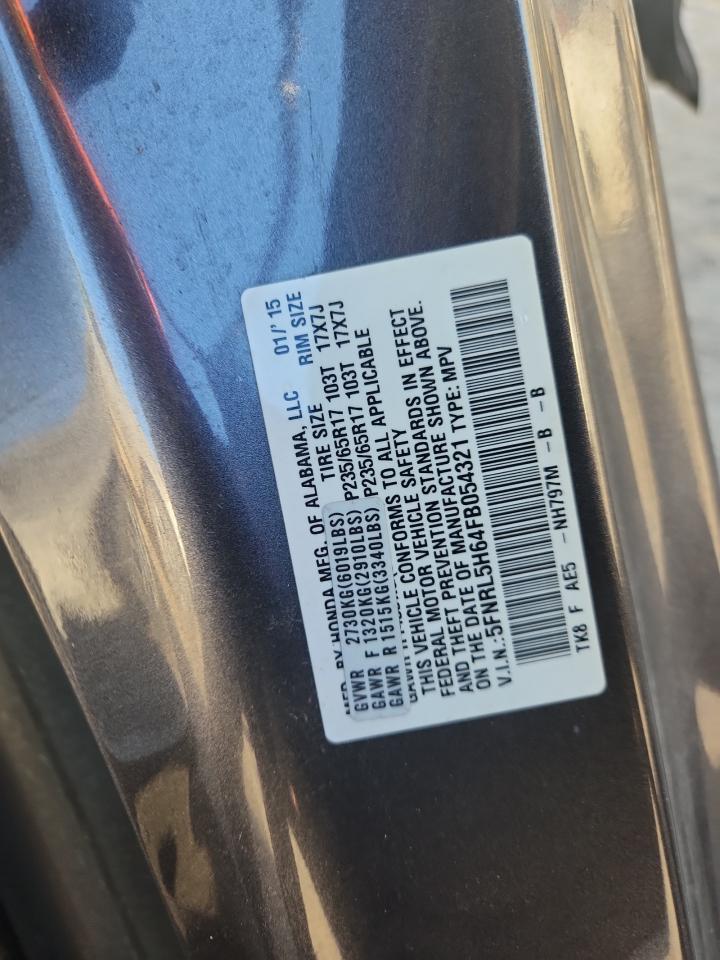 MFD. BY HONDA MFG. OF ALABAMA, LLC 01/'15
TIRE SIZE RIM SIZE
GVWR 2730KG(6019LBS)
GAWR F 1320KG(2910LBS) P235/65R17 103T 17X7J
GAWR R 1515KG(3340LBS) P235/65R17 103T 17X7J
TO ALL APPLICABLE
THIS VEHICLE CONFORMS
FEDERAL MOTOR VEHICLE SAFETY
AND THEFT PREVENTION STANDARDS IN EFFECT
ON THE DATE OF MANUFACTURE SHOWN ABOVE.
V.I.N.:5FNRL5H64FB054321 TYPE: MPV
TK8 F AE5 -NH797M -B -B